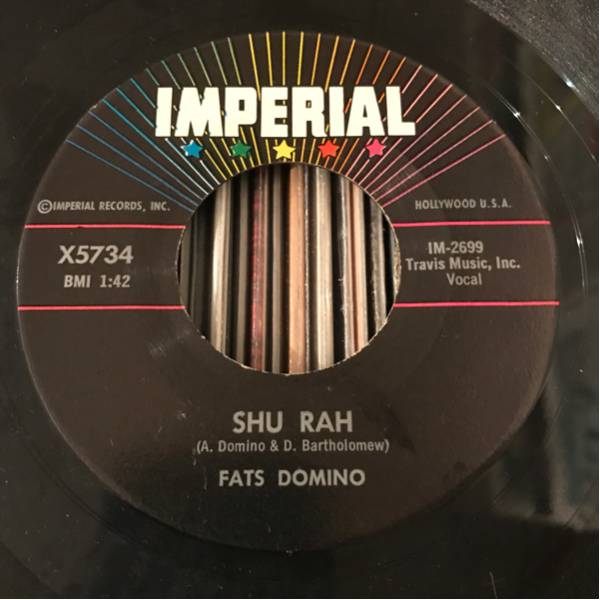 IMPERIAL
©IMPERIAL RECORDS, INC.
HOLLYWOOD U.S.A.
X5734
BMI 1:42
IM-2699
Travis Music, Inc.
Vocal
SHU RAH
(A. Domino & D. Bartholomew)
FATS DOMINO